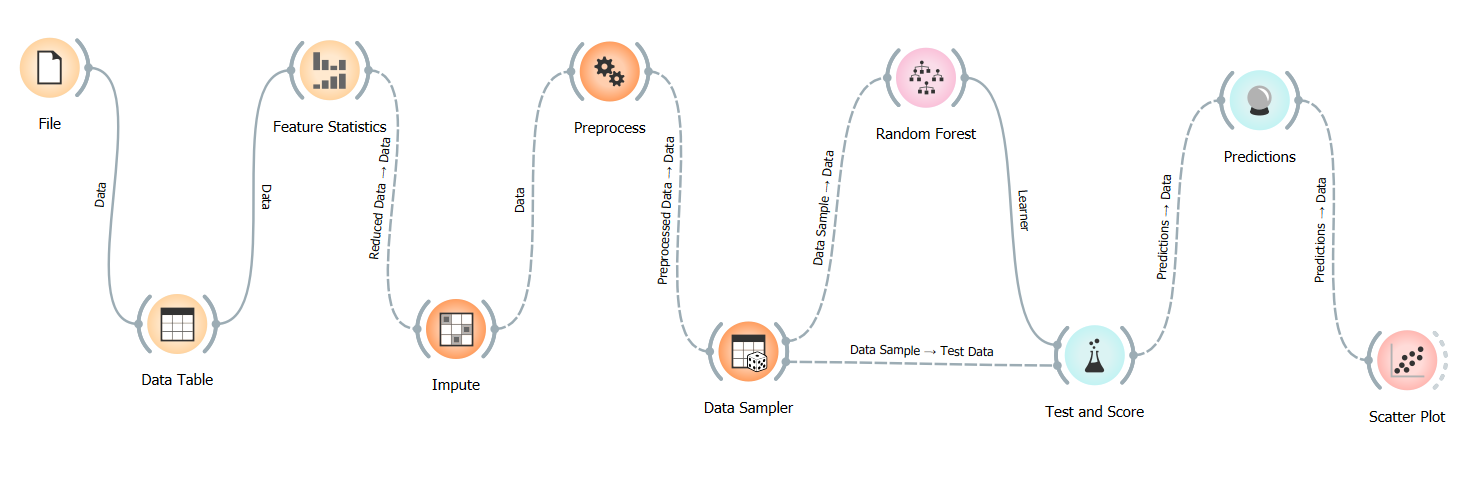 File
Data
Data Table
Data
Feature Statistics
Reduced Data → Data
Impute
Data
Preprocess
Preprocessed Data → Data
Data Sampler
Data Sample → Data
Random Forest
Data Sample → Test Data
Learner
Test and Score
Predictions → Data
Predictions
Predictions → Data
Scatter Plot